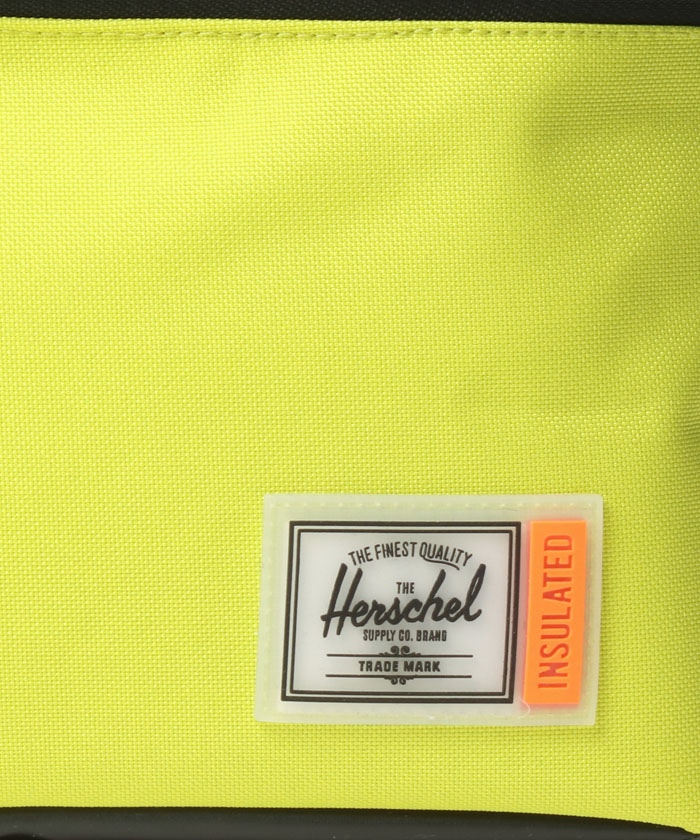 THE FINEST QUALITY
THE
Herschel
SUPPLY CO. BRAND
TRADE MARK
INSULATED